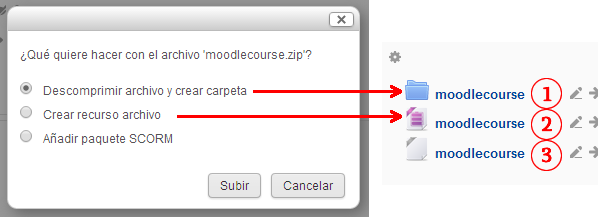 ¿Qué quiere hacer con el archivo 'moodlecourse.zip'?
Descomprimir archivo y crear carpeta
Crear recurso archivo
Añadir paquete SCORM
Subir
Cancelar
moodlecourse 1
moodlecourse 2
moodlecourse 3